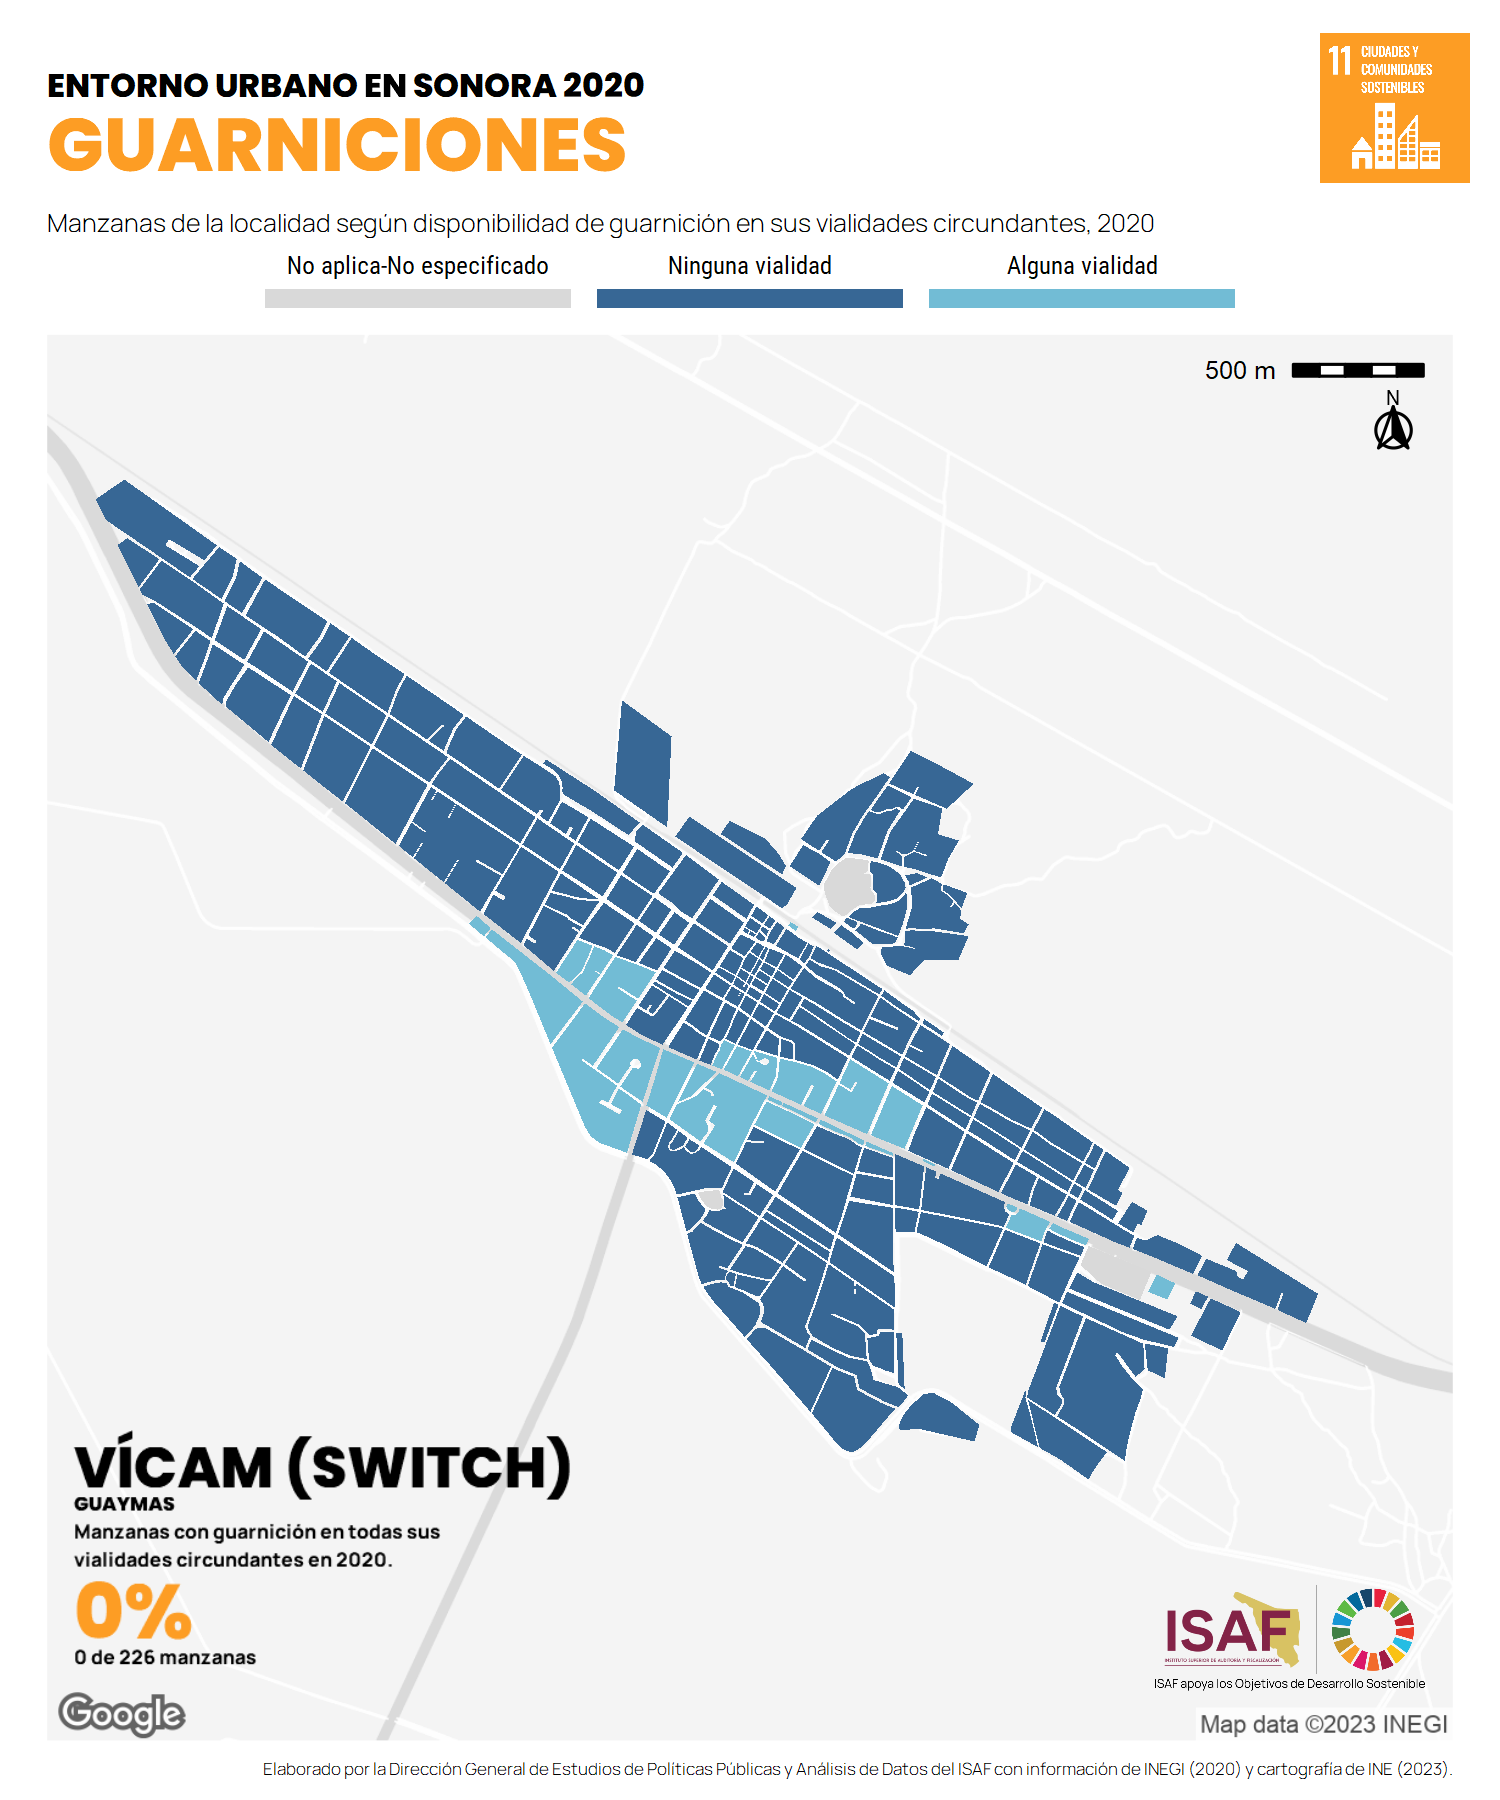 ENTORNO URBANO EN SONORA 2020
GUARNICIONES
11 CIUDADES Y
COMUNIDADES
SOSTENIBLES
Manzanas de la localidad según disponibilidad de guarnición en sus vialidades circundantes, 2020
No aplica-No especificado
Ninguna vialidad
Alguna vialidad
500 m
N
VÍCAM (SWITCH)
GUAYMAS
Manzanas con guarnición en todas sus
vialidades circundantes en 2020.
0%
0 de 226 manzanas
ISAF
INSTITUTO SUPERIOR DE AUDITORÍA Y FISCALIZACIÓN
ISAF apoya los Objetivos de Desarrollo Sostenible
Google
Map data ©2023 INEGI
Elaborado por la Dirección General de Estudios de Políticas Públicas y Análisis de Datos del ISAF con información de INEGI (2020) y cartografía de INE (2023).